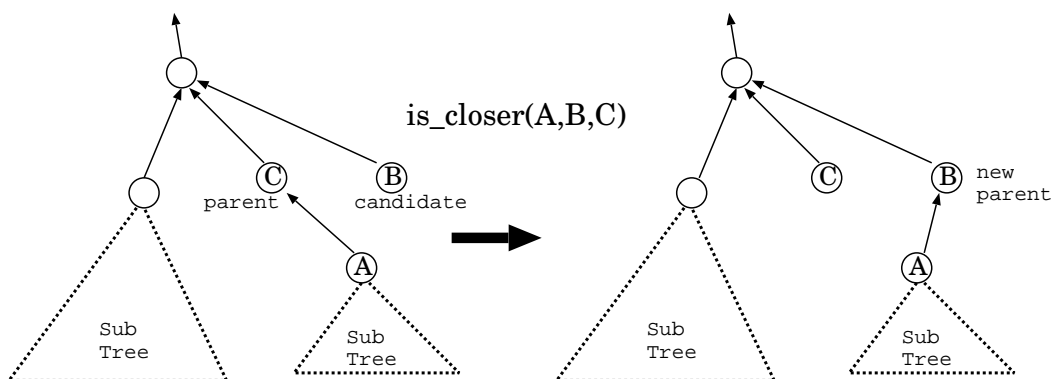 is_closer(A,B,C)
C
B
parent
candidate
A
Sub
Tree
Sub
Tree
C
B
new
parent
A
Sub
Tree
Sub
Tree